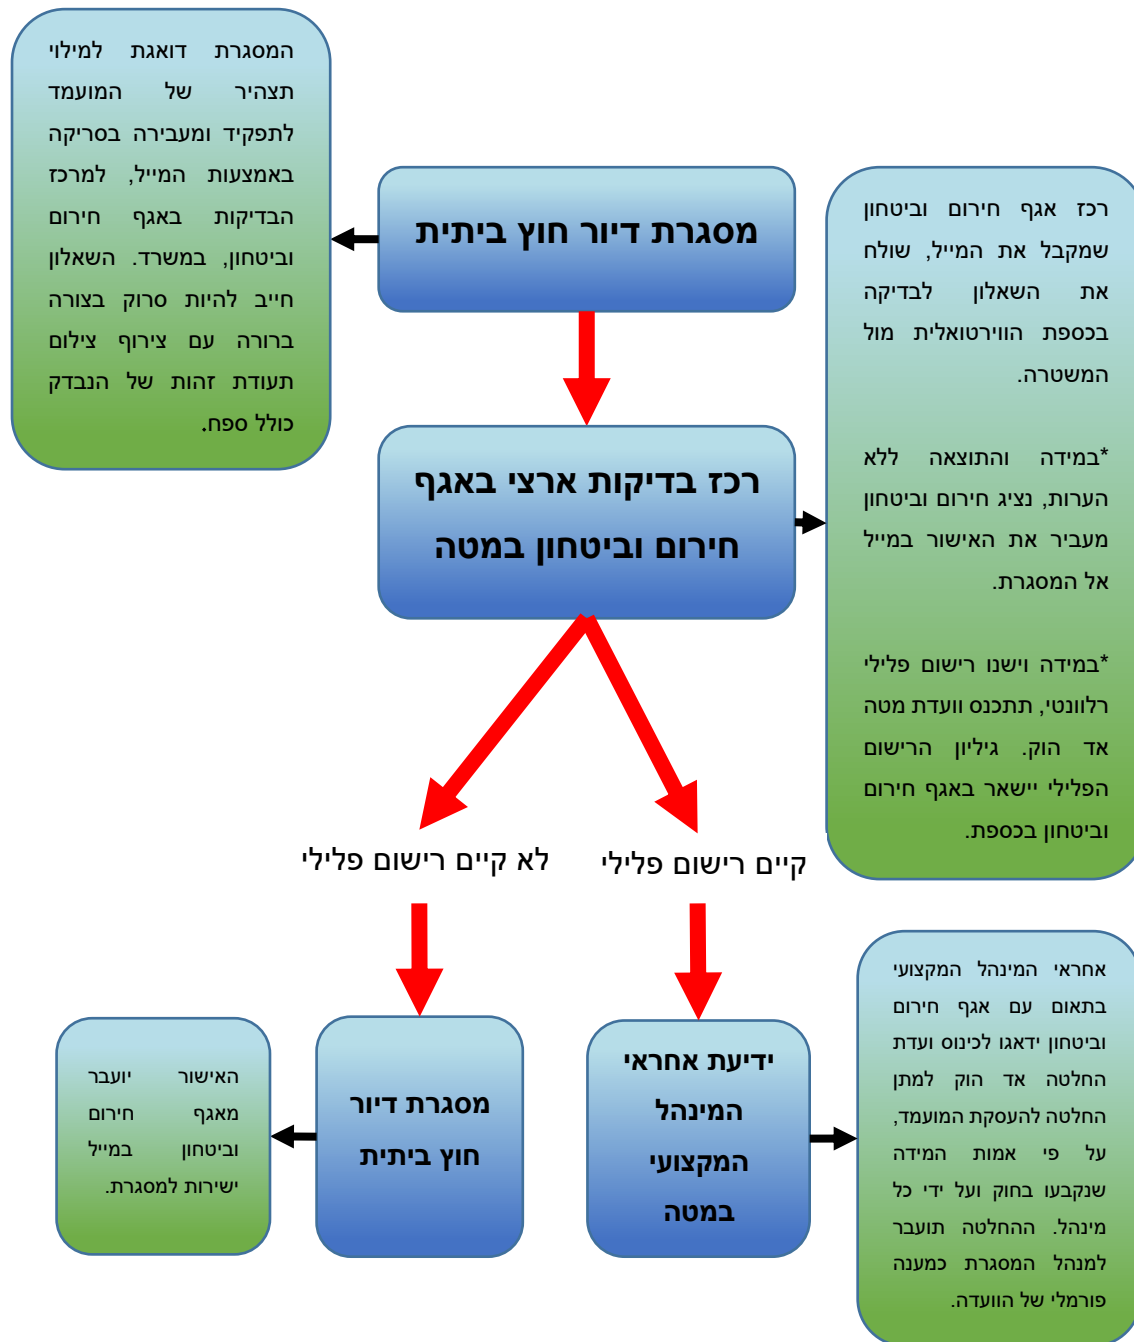 המסגרת דואגת למילוי
תצהיר של המועמד
לתפקיד ומעבירה בסריקה
באמצעות המייל, למרכז
הבדיקות באגף חירום
וביטחון, במשרד. השאלון
חייב להיות סרוק בצורה
ברורה עם צירוף צילום
תעודת זהות של הנבדק
כולל ספח.
מסגרת דיור חוץ ביתית
רכז אגף חירום וביטחון
שמקבל את המייל, שולח
את השאלון לבדיקה
בכספת הווירטואלית מול
המשטרה.
*במידה והתוצאה ללא
הערות, נציג חירום וביטחון
מעביר את האישור במייל
אל המסגרת.
*במידה וישנו רישום פלילי
רלוונטי, תתכנס וועדת מטה
אד הוק. גיליון הרישום
הפלילי יישאר באגף חירום
וביטחון בכספת.
רכז בדיקות ארצי באגף
חירום וביטחון במטה
קיים רישום פלילי
לא קיים רישום פלילי
אחראי המינהל המקצועי
בתאום עם אגף חירום
וביטחון ידאגו לכינוס ועדת
החלטה אד הוק למתן
החלטה להעסקת המועמד,
על פי אמות המידה
שנקבעו בחוק ועל ידי כל
מינהל. ההחלטה תועבר
למנהל המסגרת כמענה
פורמלי של הוועדה.
ידיעת אחראי
המינהל
המקצועי
במטה
מסגרת דיור
חוץ ביתית
האישור יועבר
מאגף חירום
וביטחון במייל
ישירות למסגרת.